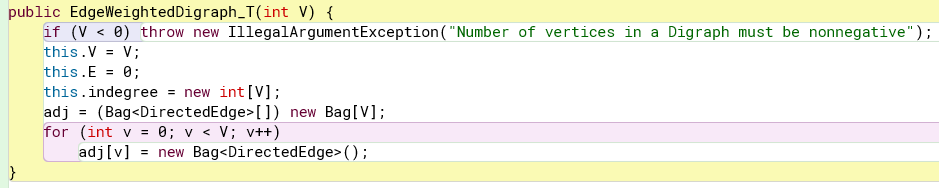 public EdgeWeightedDigraph_T(int V) {
    if (V < 0) throw new IllegalArgumentException("Number of vertices in a Digraph must be nonnegative");
    this.V = V;
    this.E = 0;
    this.indegree = new int[V];
    adj = (Bag<DirectedEdge>[]) new Bag[V];
    for (int v = 0; v < V; v++)
        adj[v] = new Bag<DirectedEdge>();
}